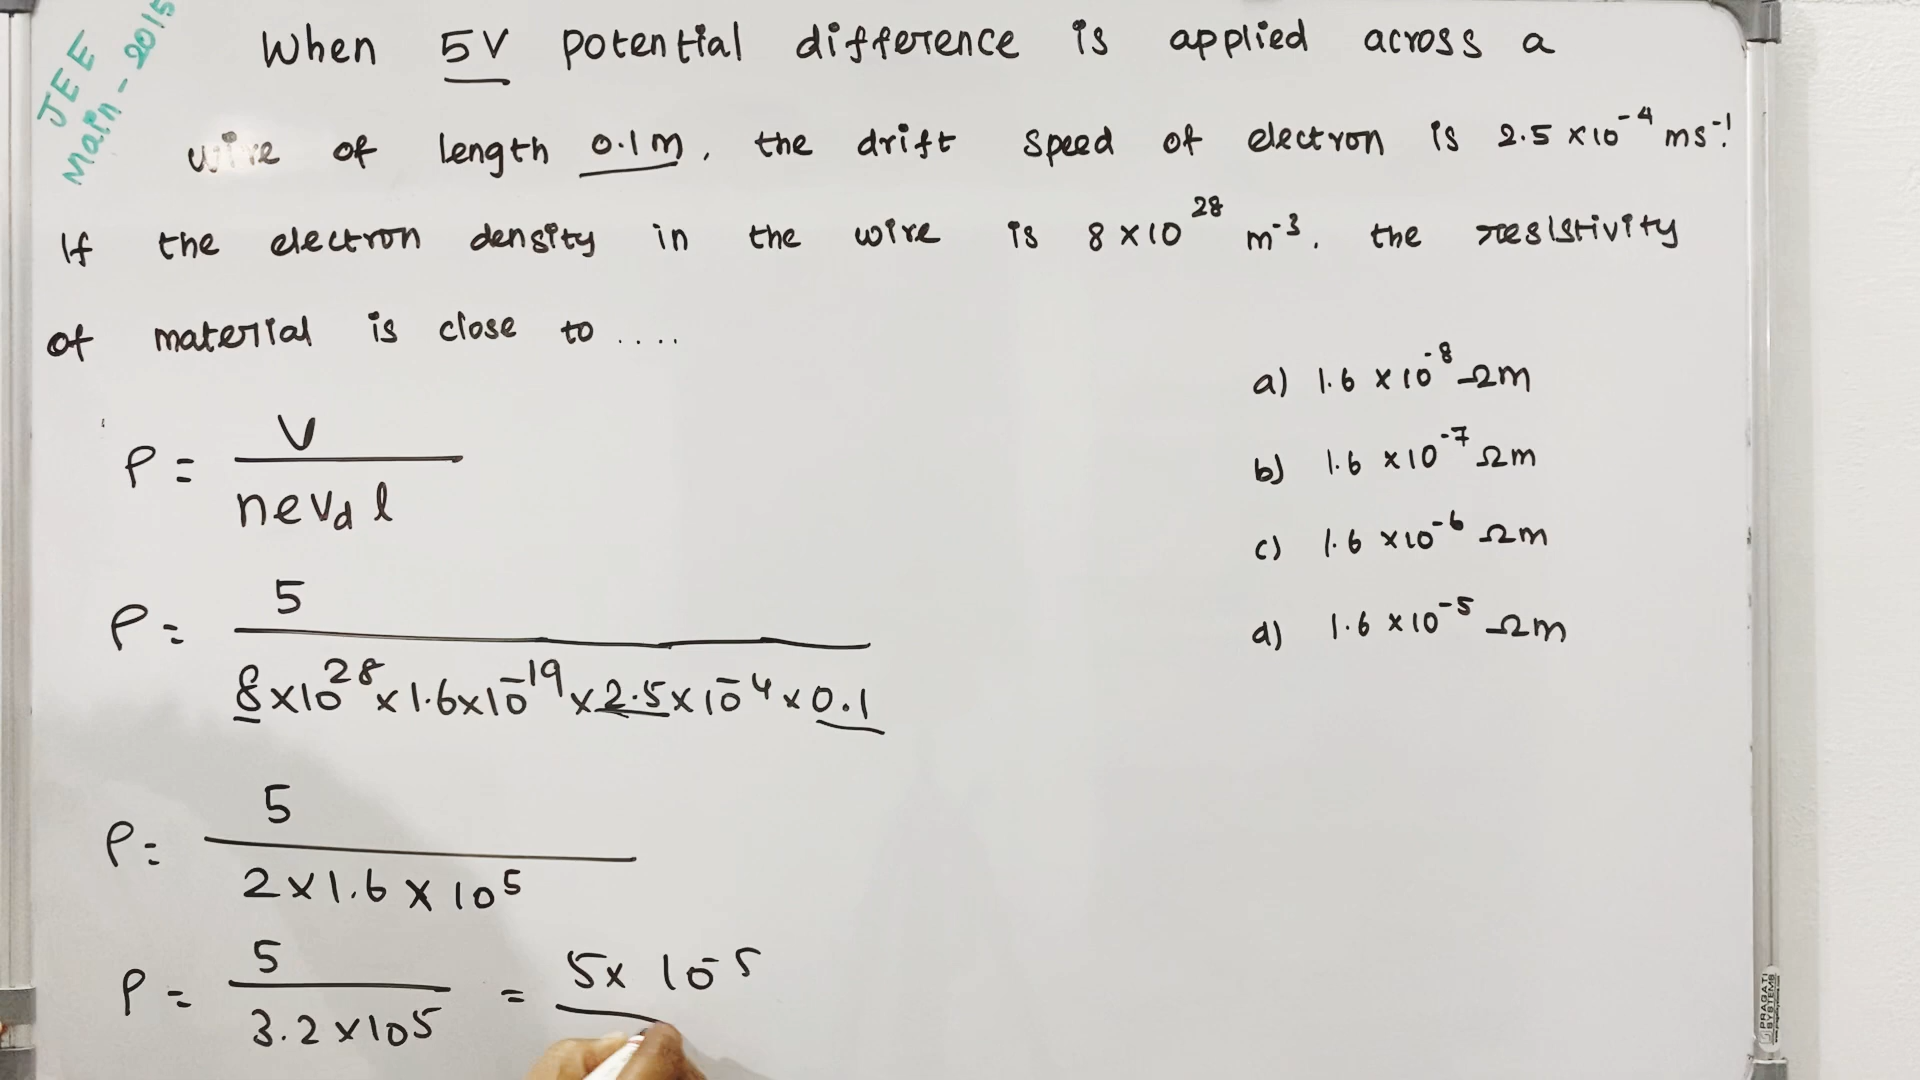 JEE
Main - 2015
When 5V potential difference is applied across a
wire of length 0.1m, the drift speed of electron is 2.5 × 10⁻⁴ ms⁻¹
If the electron density in the wire is 8 × 10²⁸ m⁻³, the resistivity
of material is close to ....
a) 1.6 × 10⁻⁸ Ωm
b) 1.6 × 10⁻⁷ Ωm
c) 1.6 × 10⁻⁶ Ωm
d) 1.6 × 10⁻⁵ Ωm
ρ = V / nevd l
ρ = 5 / 8×10²⁸ × 1.6×10⁻¹⁹ × 2.5×10⁻⁴ × 0.1
ρ = 5 / 2×1.6×10⁵
ρ = 5 / 3.2×10⁵ = 5×10⁻⁵
PRAGATI
SYSTEMS